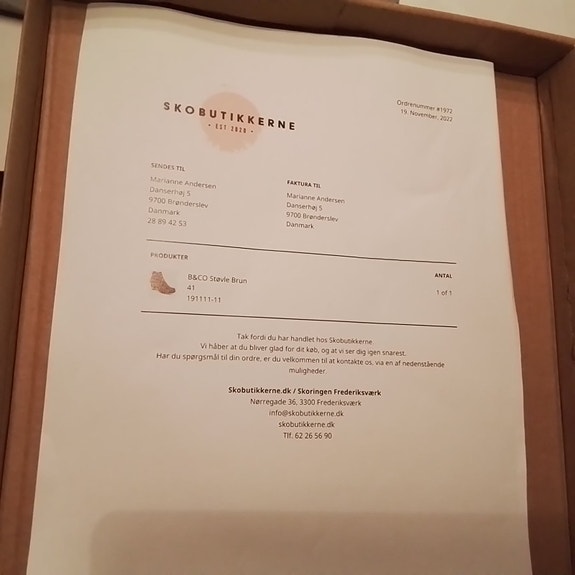 SKOBUTIKKERNE
• EST 2020 •
Ordrenummer #1972
19. November, 2022
SENDES TIL
Marianne Andersen
Danserhøj 5
9700 Brønderslev
Danmark
28 89 42 53
FAKTURA TIL
Marianne Andersen
Danserhøj 5
9700 Brønderslev
Danmark
PRODUKTER
ANTAL
B&CO Støvle Brun
41
191111-11
1 of 1
Tak fordi du har handlet hos Skobutikkerne.
Vi håber at du bliver glad for dit køb, og at vi ser dig igen snarest.
Har du spørgsmål til din ordre, er du velkommen til at kontakte os, via en af nedenstående
muligheder.
Skobutikkerne.dk / Skoringen Frederiksværk
Nørregade 36, 3300 Frederiksværk
info@skobutikkerne.dk
skobutikkerne.dk
Tlf. 62 26 56 90